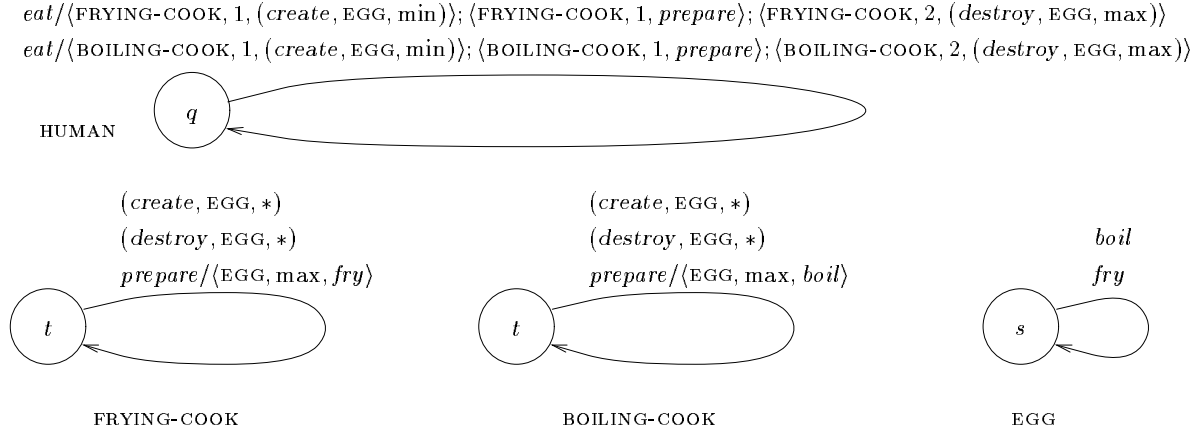 eat/⟨FRYING-COOK, 1, (create, EGG, min)⟩; ⟨FRYING-COOK, 1, prepare⟩; ⟨FRYING-COOK, 2, (destroy, EGG, max)⟩
eat/⟨BOILING-COOK, 1, (create, EGG, min)⟩; ⟨BOILING-COOK, 1, prepare⟩; ⟨BOILING-COOK, 2, (destroy, EGG, max)⟩
q
HUMAN
(create, EGG, *)
(destroy, EGG, *)
prepare/⟨EGG, max, fry⟩
t
FRYING-COOK
(create, EGG, *)
(destroy, EGG, *)
prepare/⟨EGG, max, boil⟩
t
BOILING-COOK
boil
fry
s
EGG